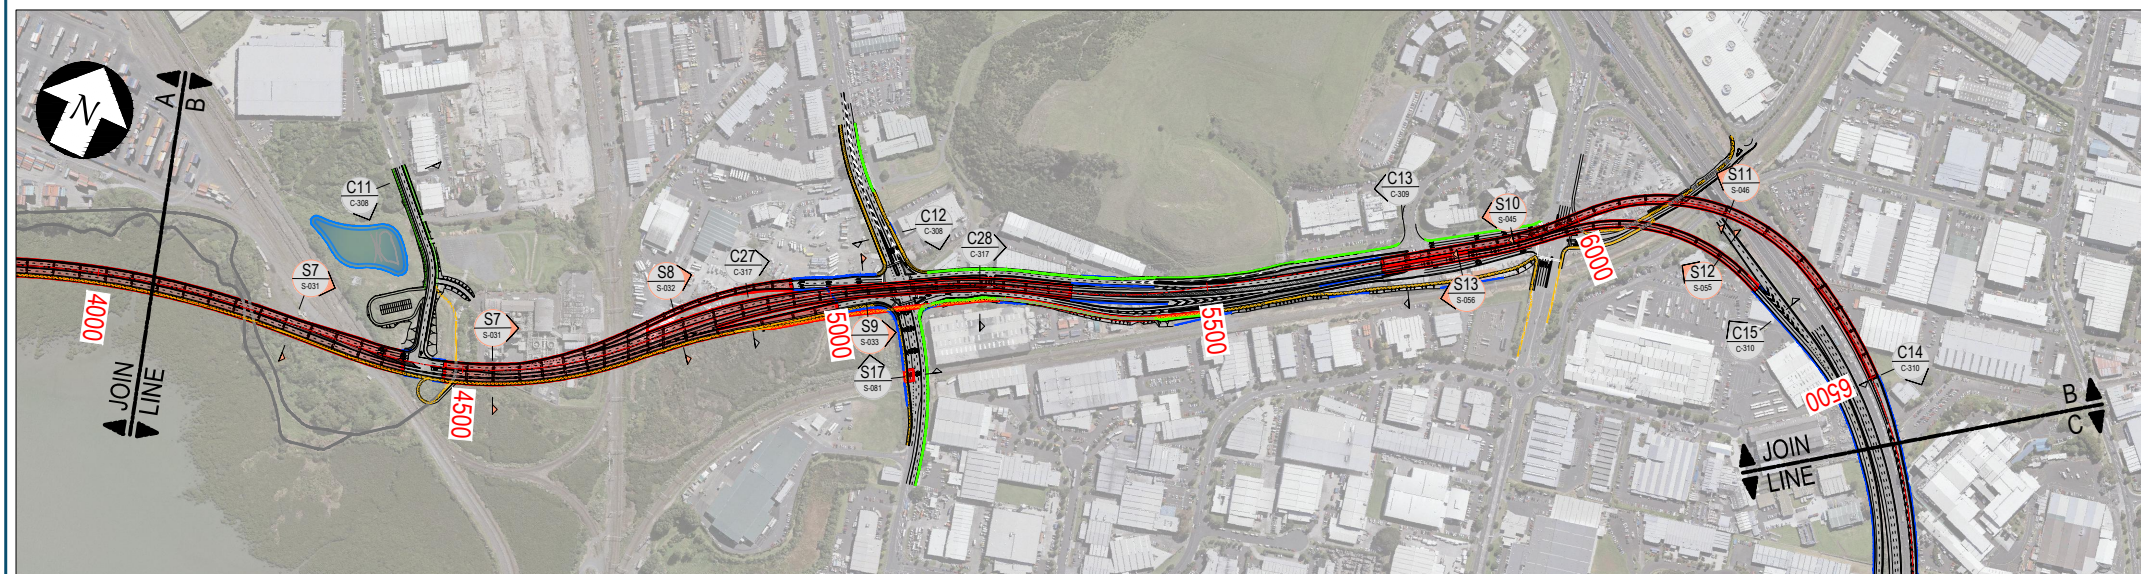 N
A
B
JOIN
LINE
4000
C11
C-308
S7
S-031
S7
S-031
4500
S8
S-032
C27
C-317
5000
S9
S-033
S17
S-081
C12
C-308
C28
C-317
5500
C13
C-309
S10
S-045
S13
S-056
6000
S11
S-046
S12
S-055
C15
C-310
C14
C-310
6500
B
C
JOIN
LINE